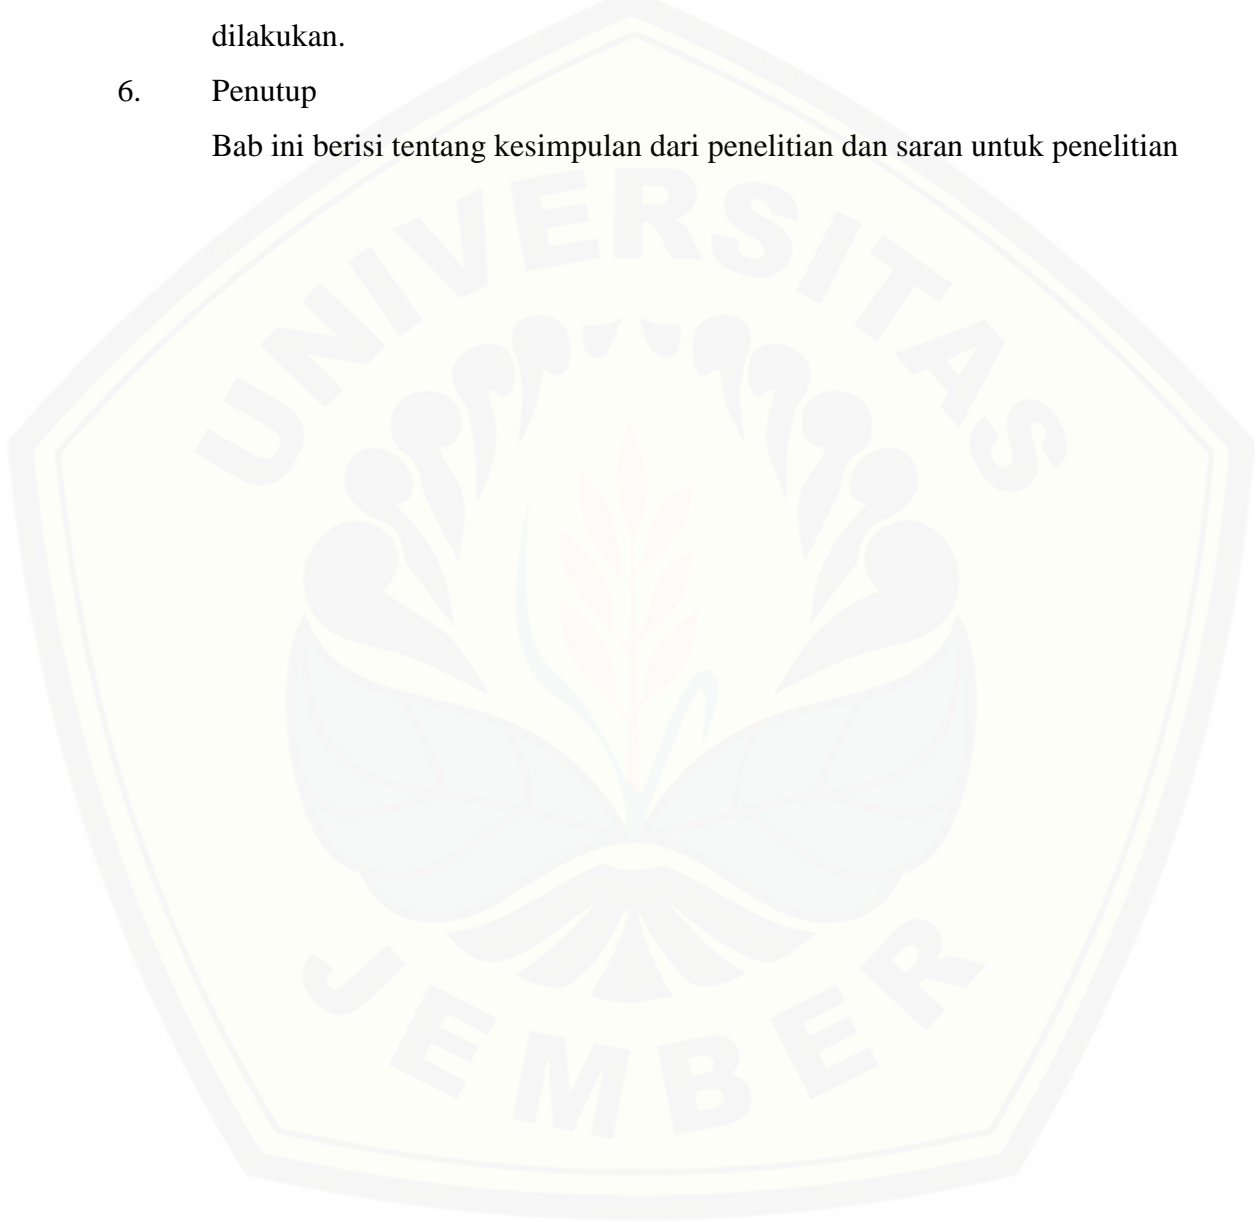 dilakukan.
6. Penutup
Bab ini berisi tentang kesimpulan dari penelitian dan saran untuk penelitian
UNIVERSITAS
JEMBER